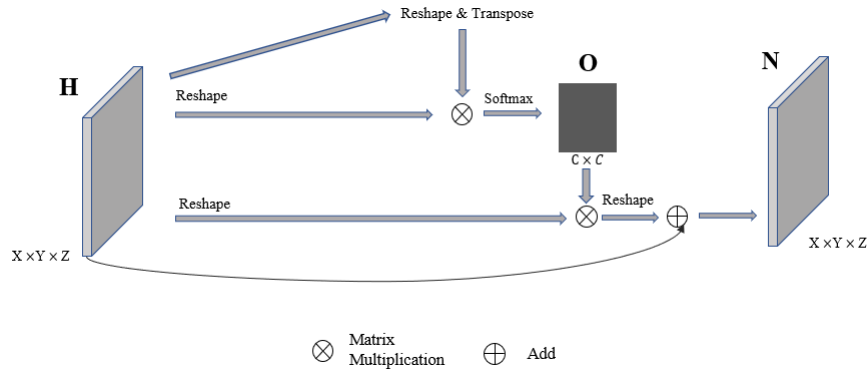 Reshape & Transpose
H
O
N
Reshape
Softmax
C × C
Reshape
Reshape
X ×Y × Z
X ×Y × Z
Matrix
Multiplication
Add